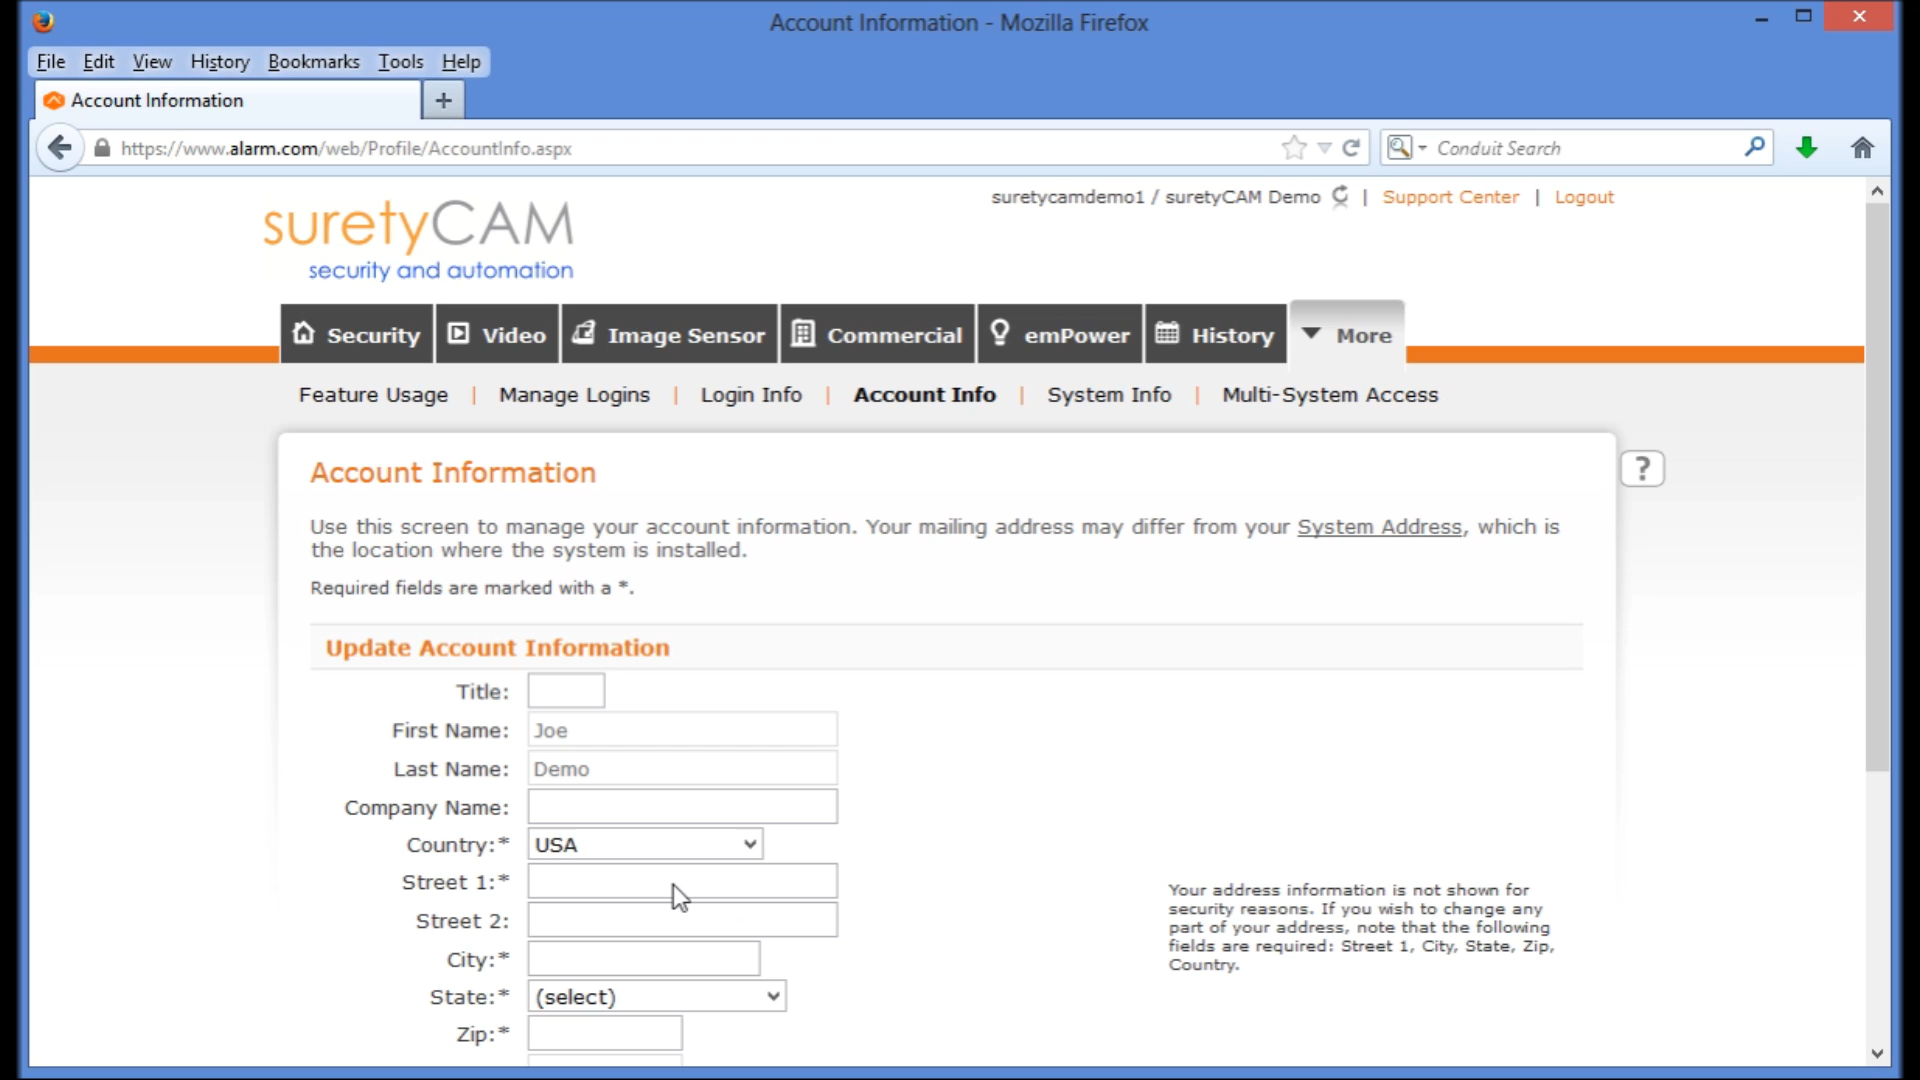 Account Information - Mozilla Firefox
File Edit View History Bookmarks Tools Help
Account Information
https://www.alarm.com/web/Profile/AccountInfo.aspx
Conduit Search
suretycamdemo1 / suretyCAM Demo | Support Center | Logout
suretyCAM
security and automation
Security Video Image Sensor Commercial emPower History More
Feature Usage | Manage Logins | Login Info | Account Info | System Info | Multi-System Access
Account Information
?
Use this screen to manage your account information. Your mailing address may differ from your System Address, which is
the location where the system is installed.
Required fields are marked with a *.
Update Account Information
Title:
First Name: Joe
Last Name: Demo
Company Name:
Country:* USA
Street 1:*
Street 2:
City:*
State:* (select)
Zip:*
Your address information is not shown for
security reasons. If you wish to change any
part of your address, note that the following
fields are required: Street 1, City, State, Zip,
Country.